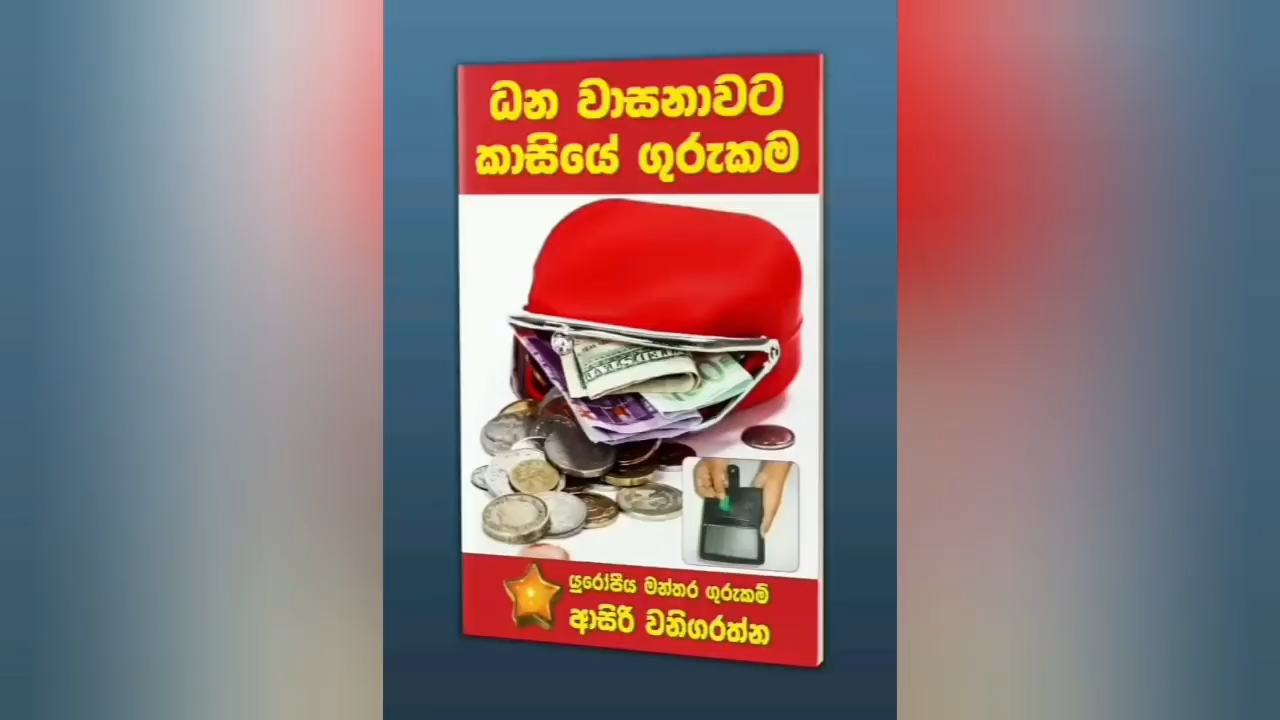 ධන වාසනාවට
කාසියේ ගුරුකම
යුරෝපීය මන්තර ගුරුකම්
ආසිරි වනිගරත්න